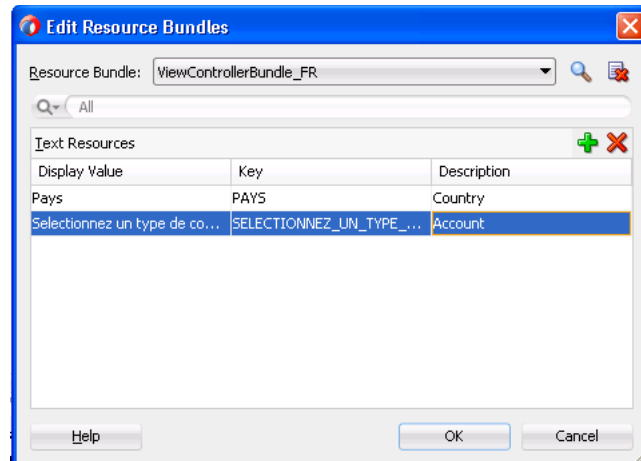 Edit Resource Bundles
Resource Bundle: ViewControllerBundle_FR
All
Text Resources
Display Value Key Description
Pays PAYS Country
Selectionnez un type de co... SELECTIONNEZ_UN_TYPE_... Account
Help OK Cancel